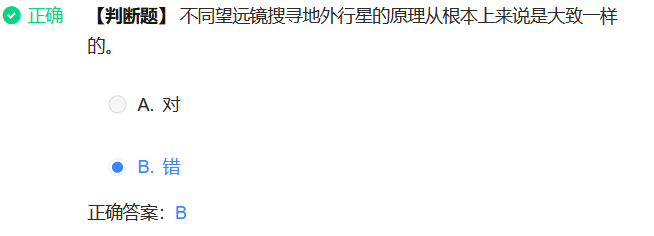 正确 【判断题】 不同望远镜搜寻地外行星的原理从根本上来说是大致一样
的。
A. 对
B. 错
正确答案：B